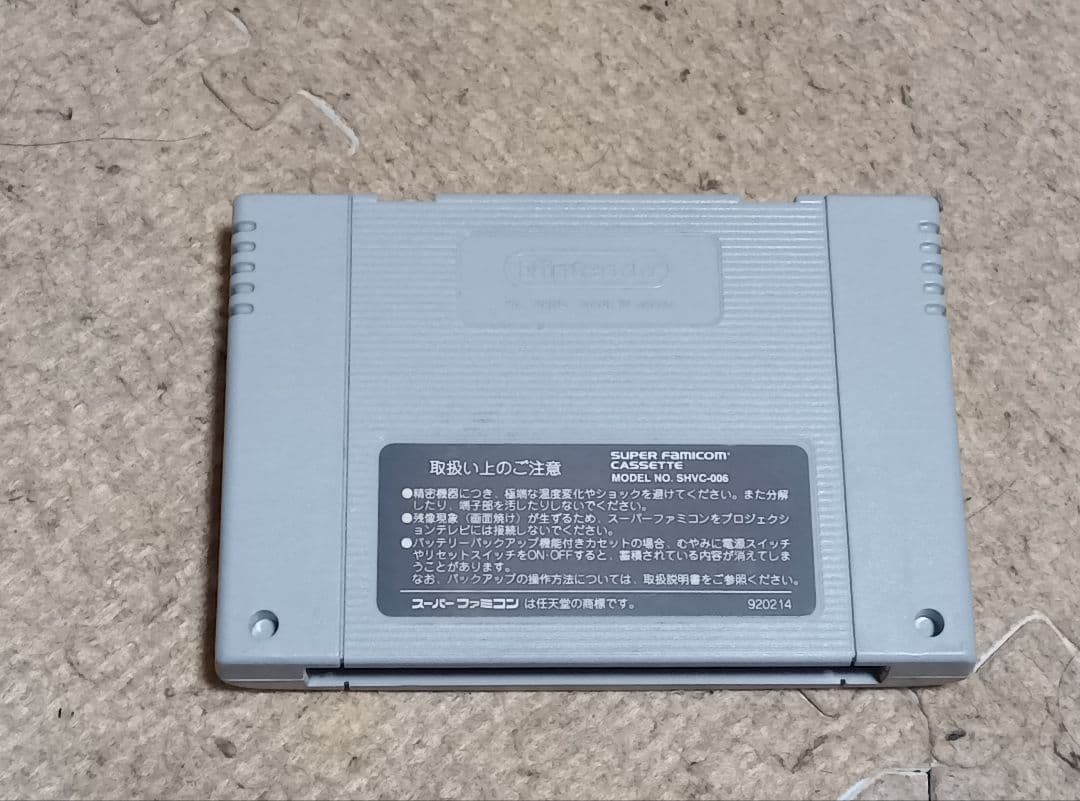 Nintendo
取扱い上のご注意
SUPER FAMICOM
CASSETTE
MODEL NO. SHVC-006
●精密機器につき、極端な温度変化やショックを避けてください。また分解
したり、端子部を汚したりしないでください。
●残像現象（画面焼け）が生ずるため、スーパーファミコンをプロジェクシ
ョンテレビには接続しないでください。
●バッテリーバックアップ機能付きカセットの場合、むやみに電源スイッチ
やリセットスイッチをON・OFFすると、蓄積されている内容が消えてしま
うことがあります。
なお、バックアップの操作方法については、取扱説明書をご参照ください。
スーパーファミコン は任天堂の商標です。
920214